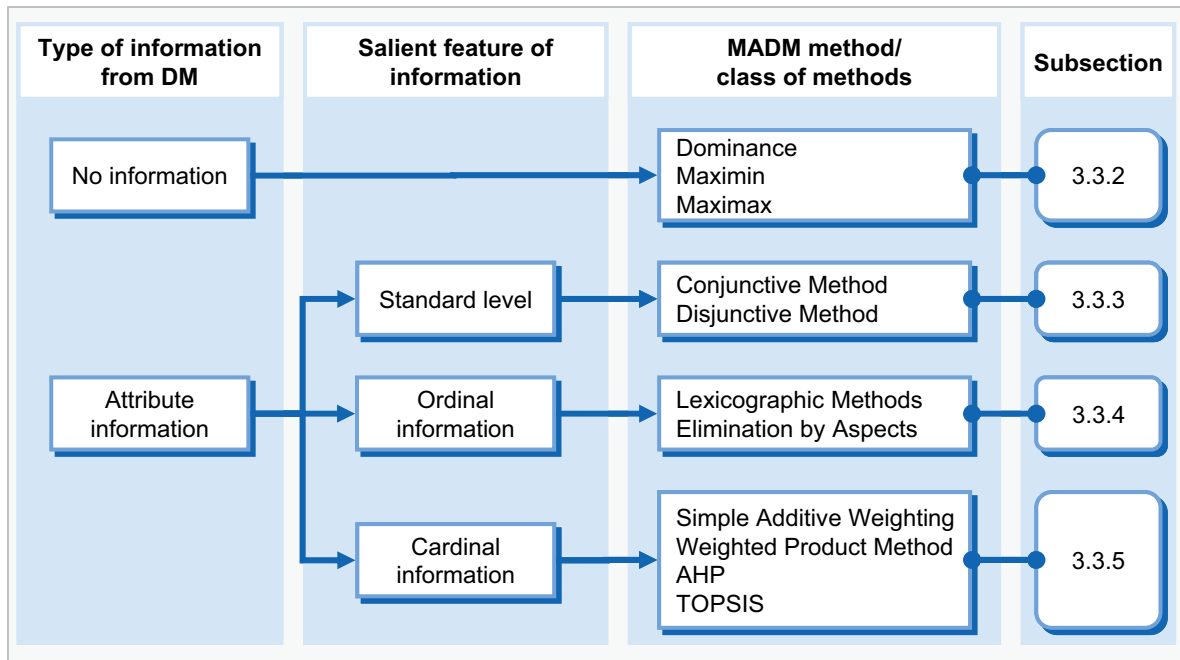 Type of information
from DM
Salient feature of
information
MADM method/
class of methods
Subsection
No information
Dominance
Maximin
Maximax
3.3.2
Standard level
Conjunctive Method
Disjunctive Method
3.3.3
Attribute
information
Ordinal
information
Lexicographic Methods
Elimination by Aspects
3.3.4
Cardinal
information
Simple Additive Weighting
Weighted Product Method
AHP
TOPSIS
3.3.5